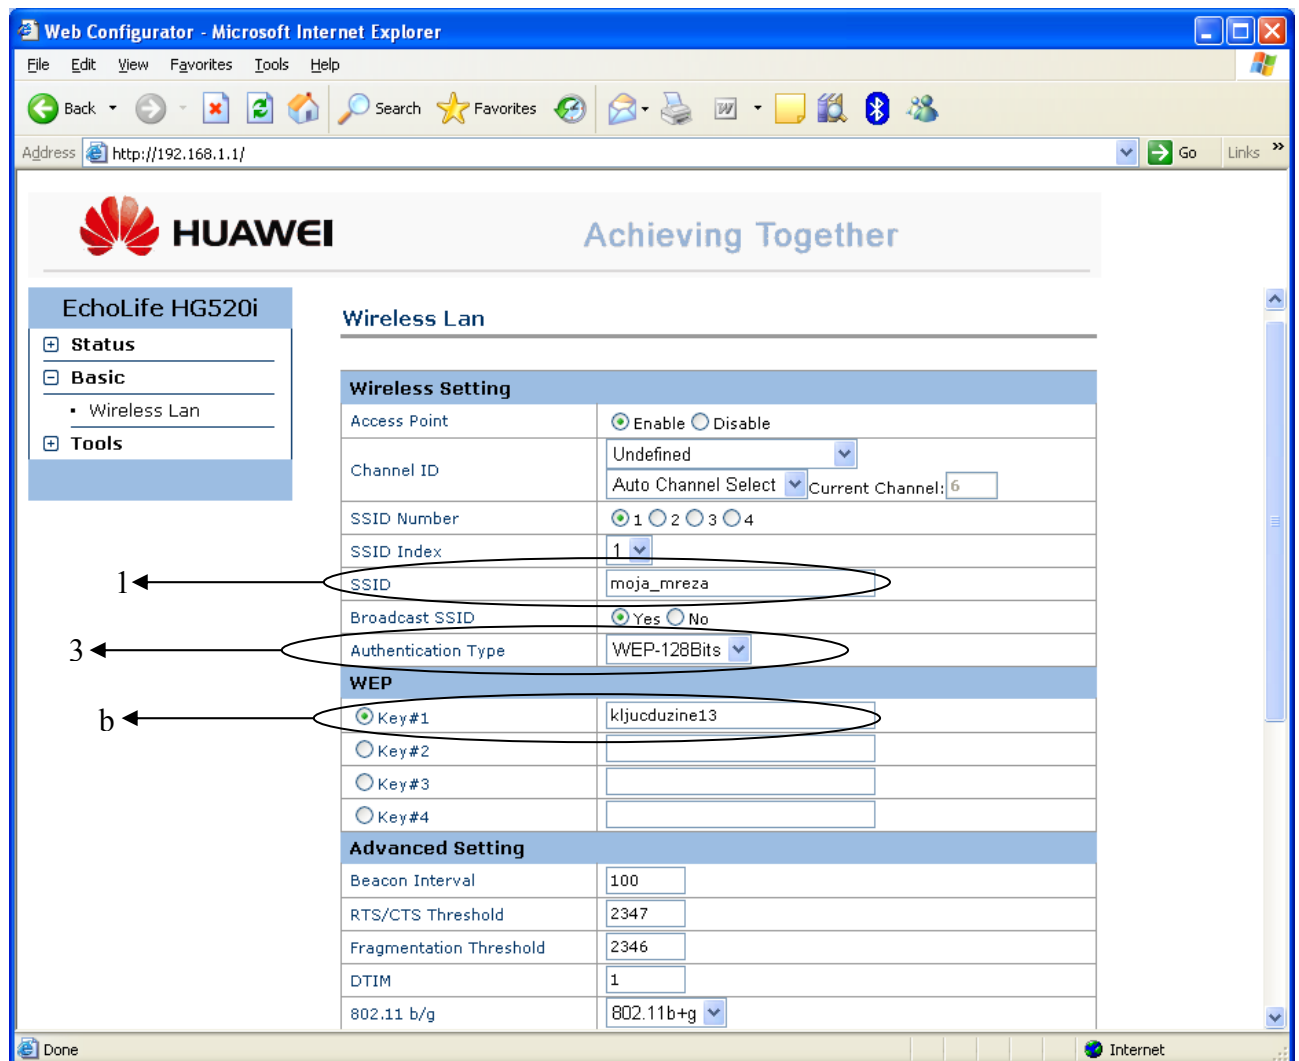 Web Configurator - Microsoft Internet Explorer
File Edit View Favorites Tools Help
Back Search Favorites
Address http://192.168.1.1/ Go Links »
HUAWEI Achieving Together
EchoLife HG520i
Status
Basic
Wireless Lan
Tools
Wireless Lan
Wireless Setting
Access Point Enable Disable
Channel ID Undefined
Auto Channel Select Current Channel: 6
SSID Number 1 2 3 4
SSID Index 1
1 SSID moja_mreza
Broadcast SSID Yes No
3 Authentication Type WEP-128Bits
WEP
b Key#1 kljucduzine13
Key#2
Key#3
Key#4
Advanced Setting
Beacon Interval 100
RTS/CTS Threshold 2347
Fragmentation Threshold 2346
DTIM 1
802.11 b/g 802.11b+g
Done Internet